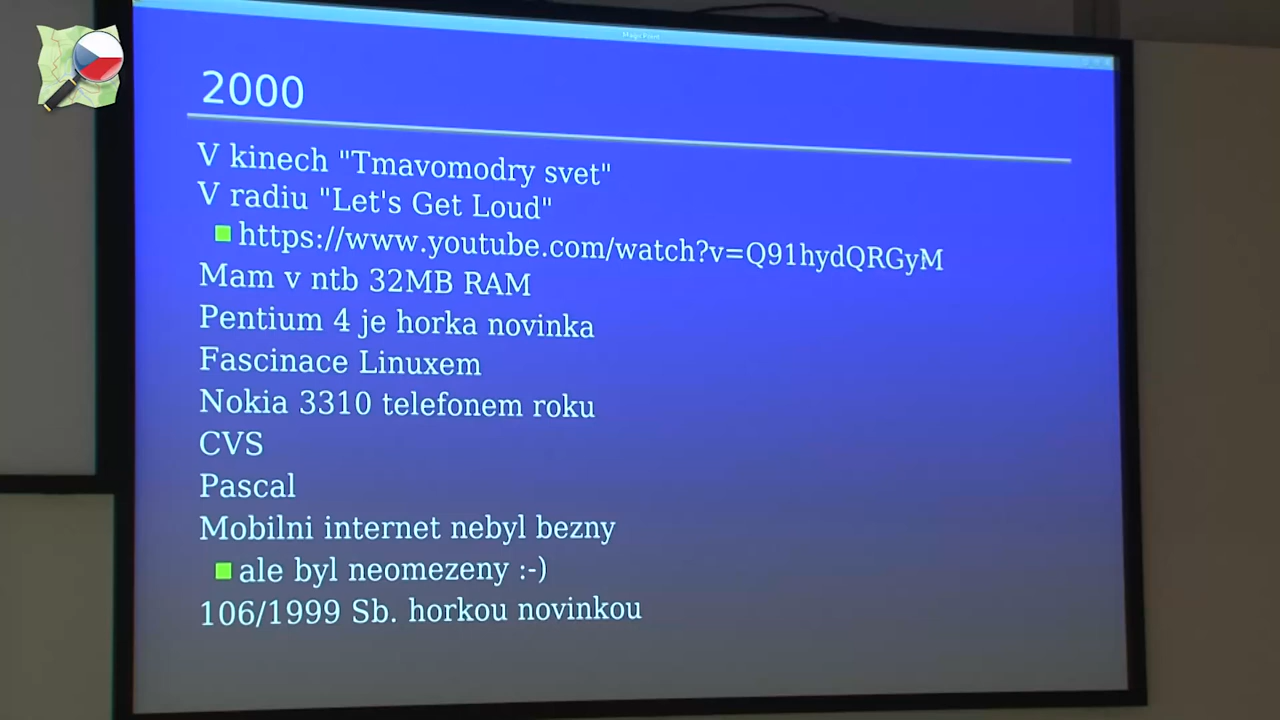 MagicPoint
2000
V kinech "Tmavomodry svet"
V radiu "Let's Get Loud"
https://www.youtube.com/watch?v=Q91hydQRGyM
Mam v ntb 32MB RAM
Pentium 4 je horka novinka
Fascinace Linuxem
Nokia 3310 telefonem roku
CVS
Pascal
Mobilni internet nebyl bezny
ale byl neomezeny :-)
106/1999 Sb. horkou novinkou